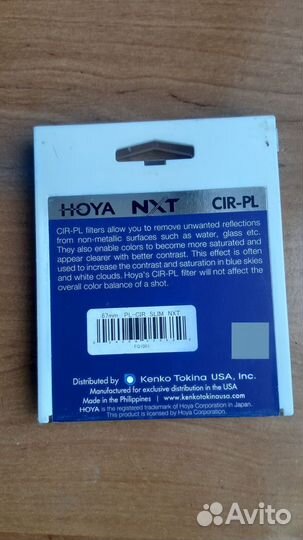 HOYA NXT CIR-PL
CIR-PL filters allow you to remove unwanted reflections
from non-metallic surfaces such as water, glass etc.
They also enable colors to become more saturated and
appear clearer with better contrast. This effect is often
used to increase the contrast and saturation in blue skies
and white clouds. Hoya's CIR-PL filter will not affect the
overall color balance of a shot.
67mm PL-CIR SLIM NXT
Distributed by Kenko Tokina USA, Inc.
Manufactured for exclusive distribution in the USA
Made in the Philippines | www.kenkotokinausa.com
HOYA is the registered trademark of Hoya Corporation in Japan.
This product is licensed by Hoya Corporation.
Avito